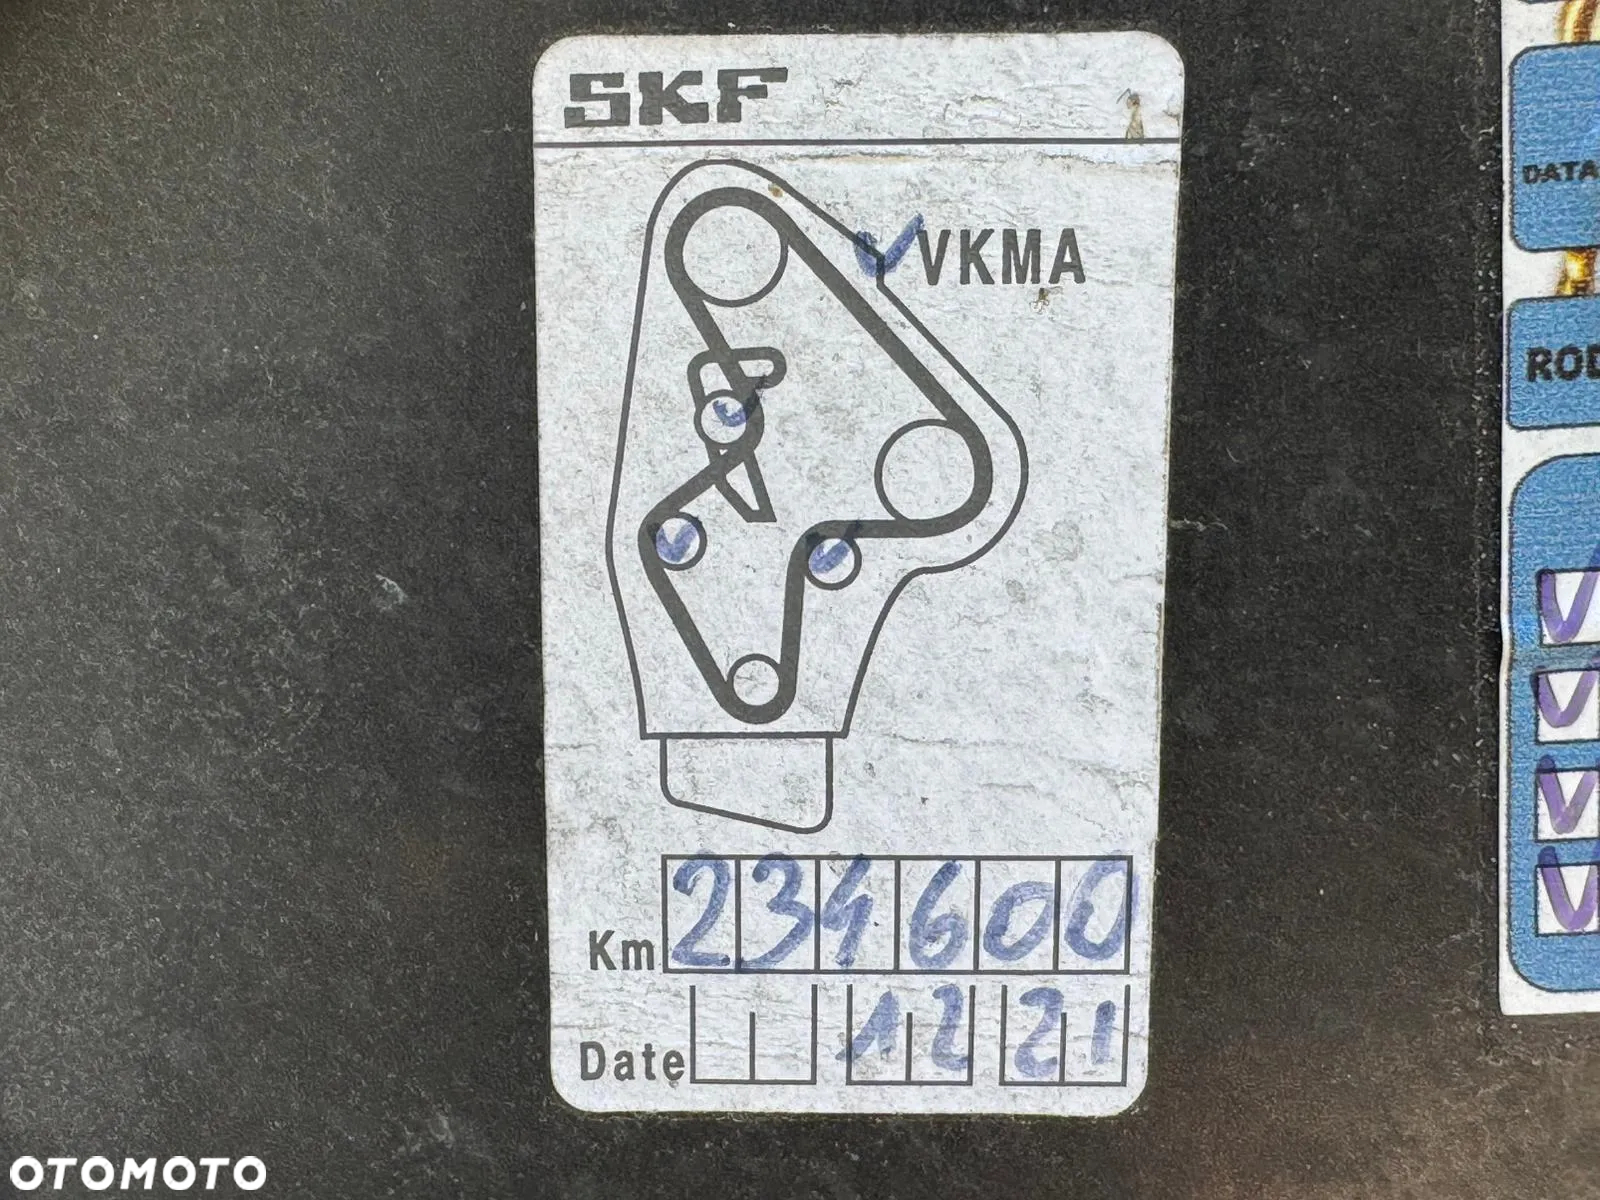 SKF
VKMA
Km 234600
Date 12 21
DATA
ROD
OTOMOTO